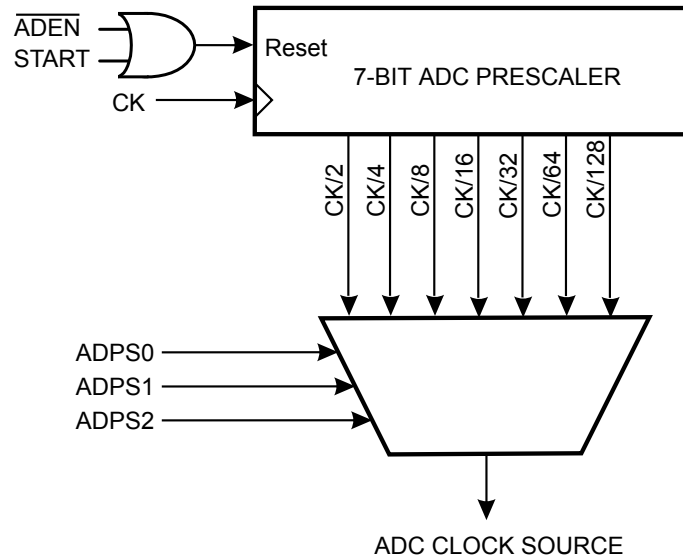 ADEN
START
Reset
7-BIT ADC PRESCALER
CK
CK/2
CK/4
CK/8
CK/16
CK/32
CK/64
CK/128
ADPS0
ADPS1
ADPS2
ADC CLOCK SOURCE